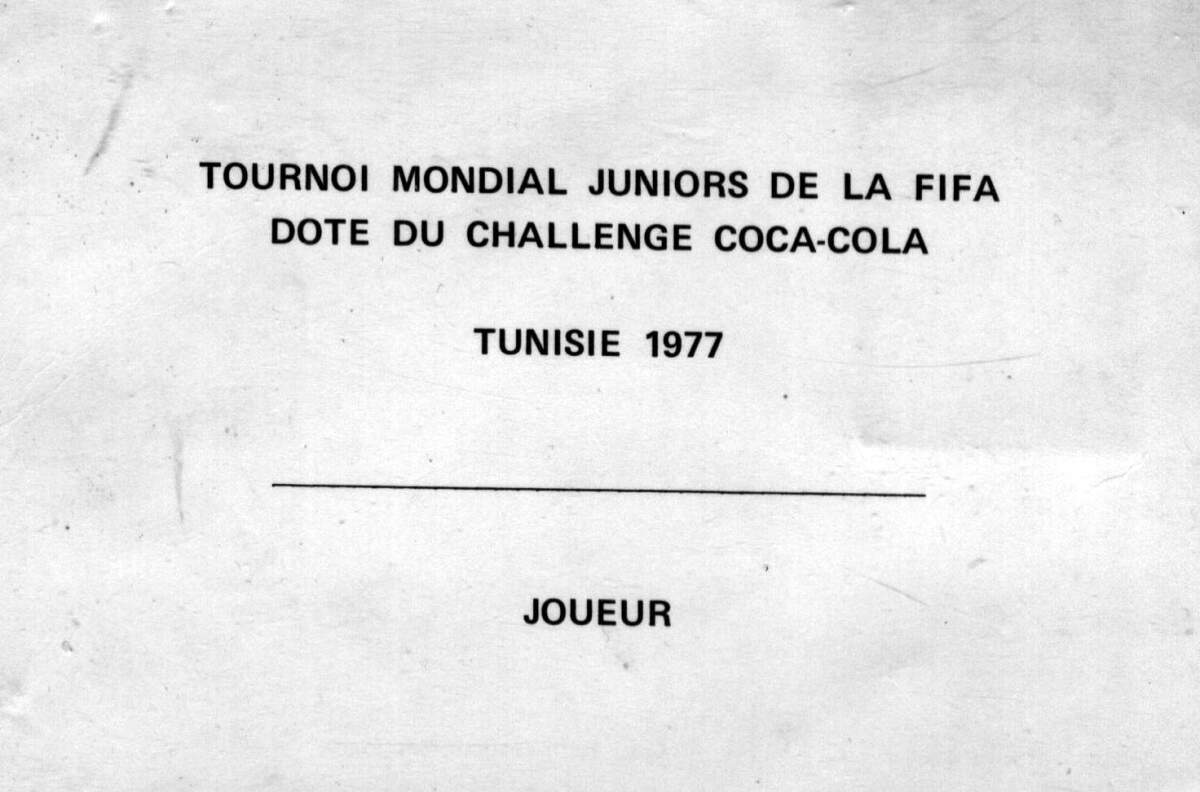 TOURNOI MONDIAL JUNIORS DE LA FIFA
DOTE DU CHALLENGE COCA-COLA
TUNISIE 1977
JOUEUR